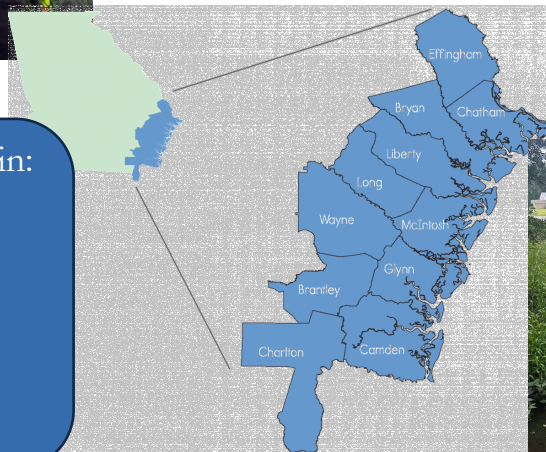 in:
Effingham
Bryan
Chatham
Liberty
Long
Wayne
McIntosh
Glynn
Brantley
Charlton
Camden